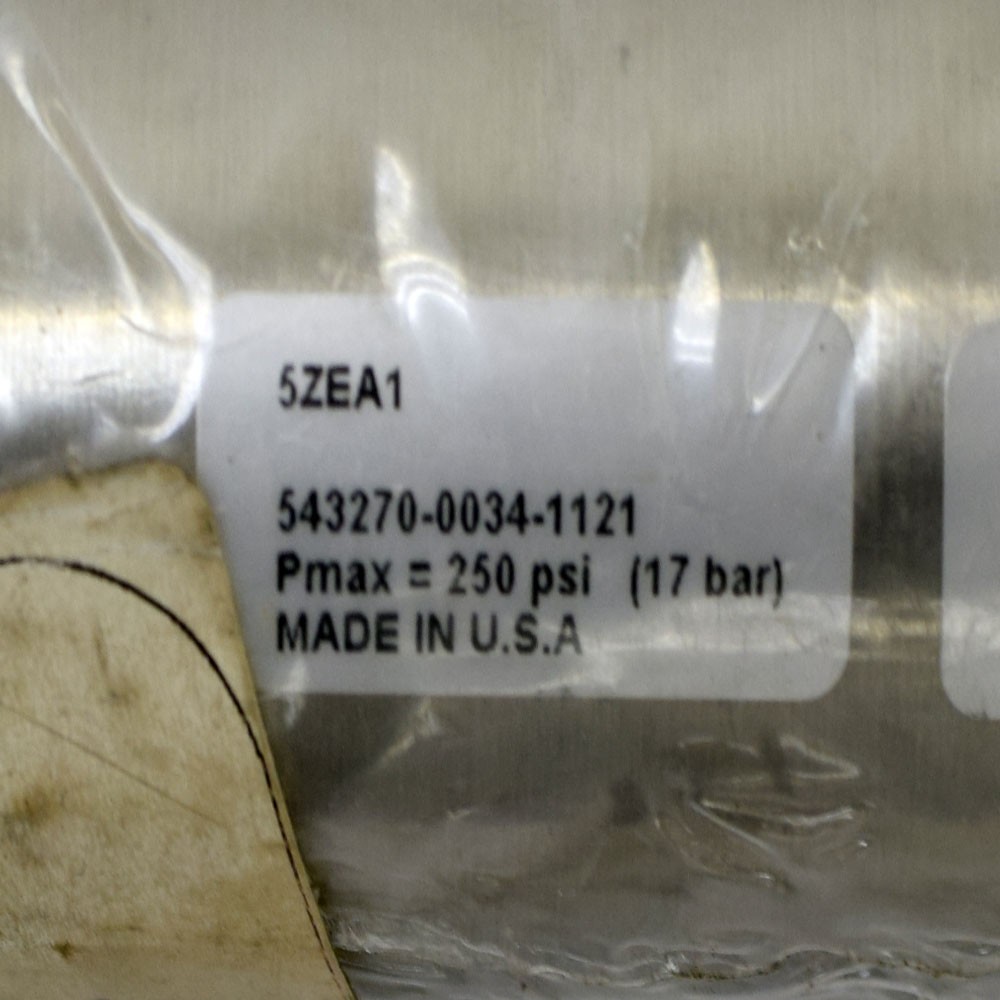 5ZEA1
543270-0034-1121
Pmax = 250 psi (17 bar)
MADE IN U.S.A